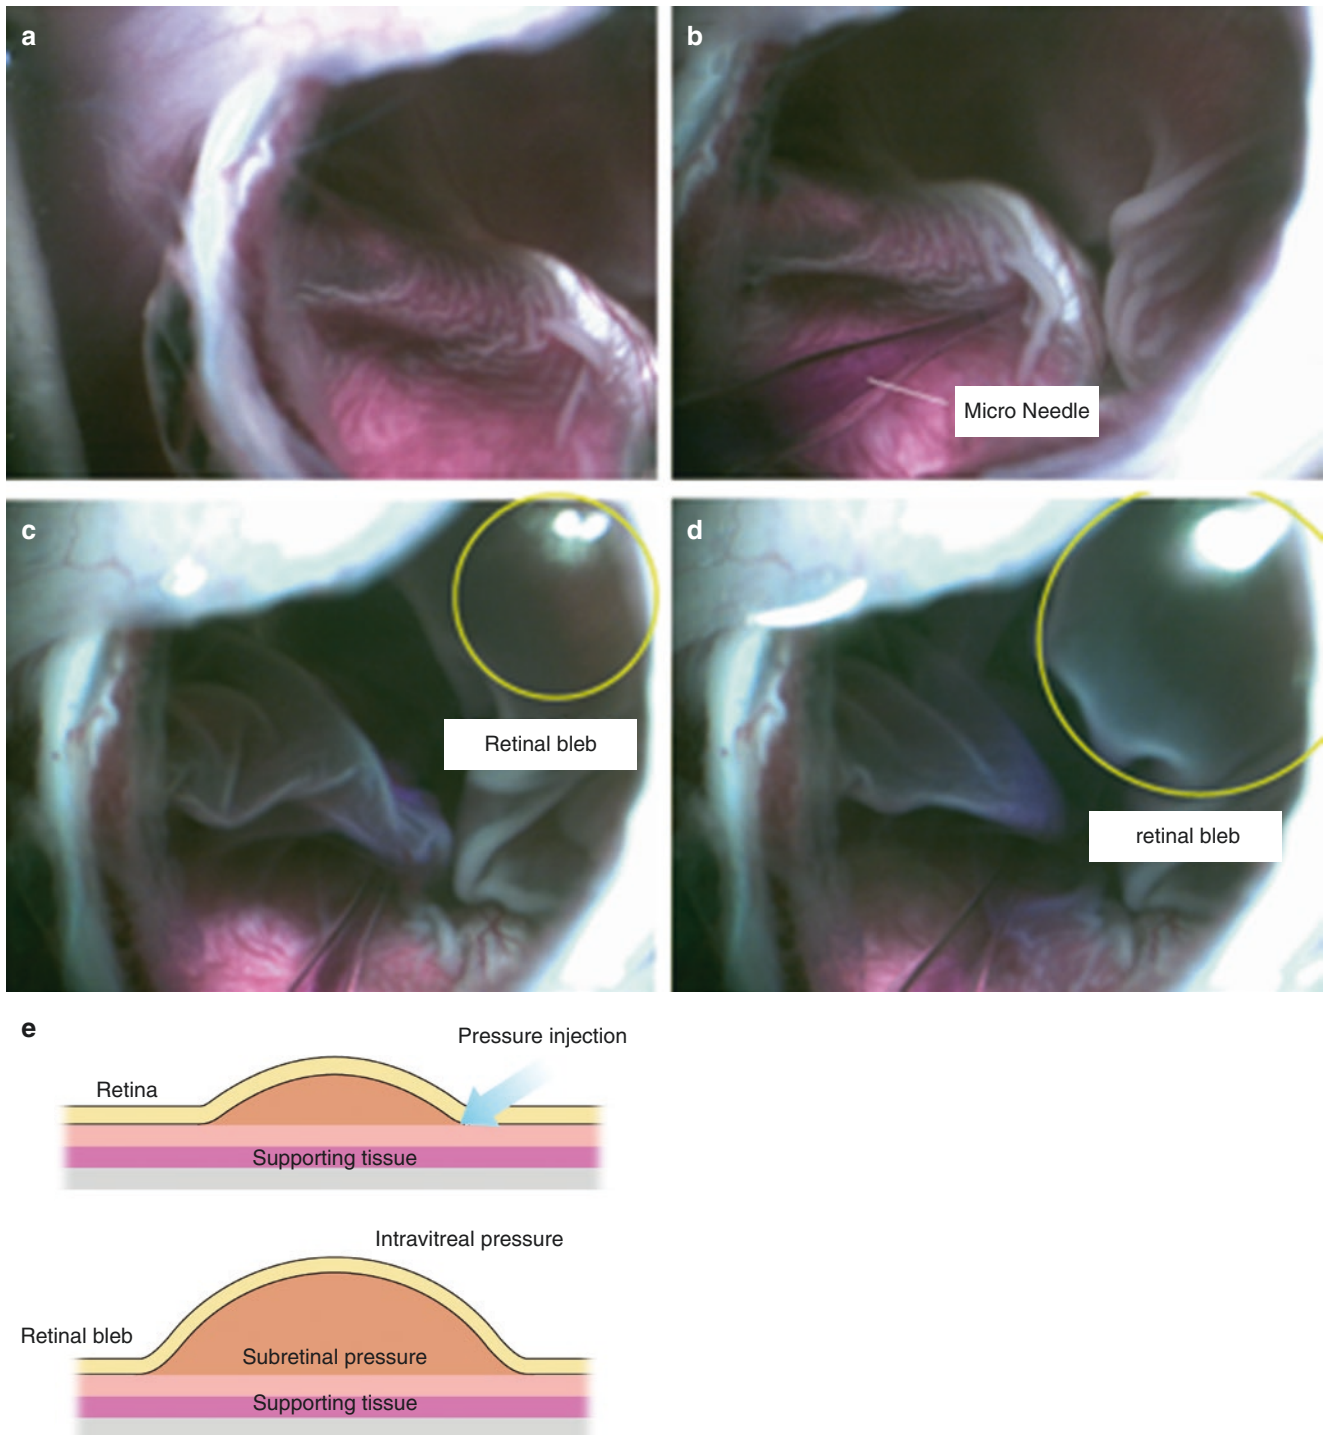 a
b
Micro Needle
c
Retinal bleb
d
retinal bleb
e
Pressure injection
Retina
Supporting tissue
Intravitreal pressure
Retinal bleb
Subretinal pressure
Supporting tissue